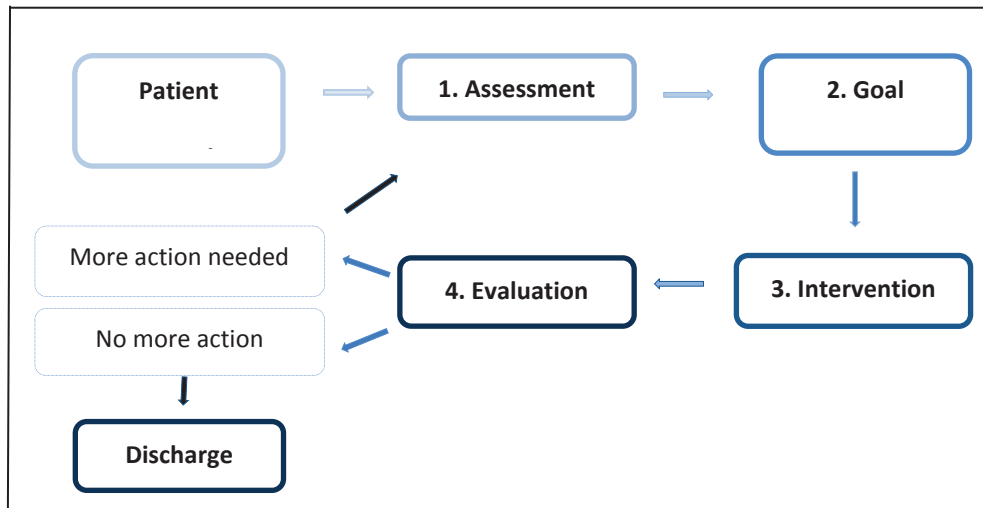 Patient
1. Assessment
2. Goal
More action needed
4. Evaluation
3. Intervention
No more action
Discharge